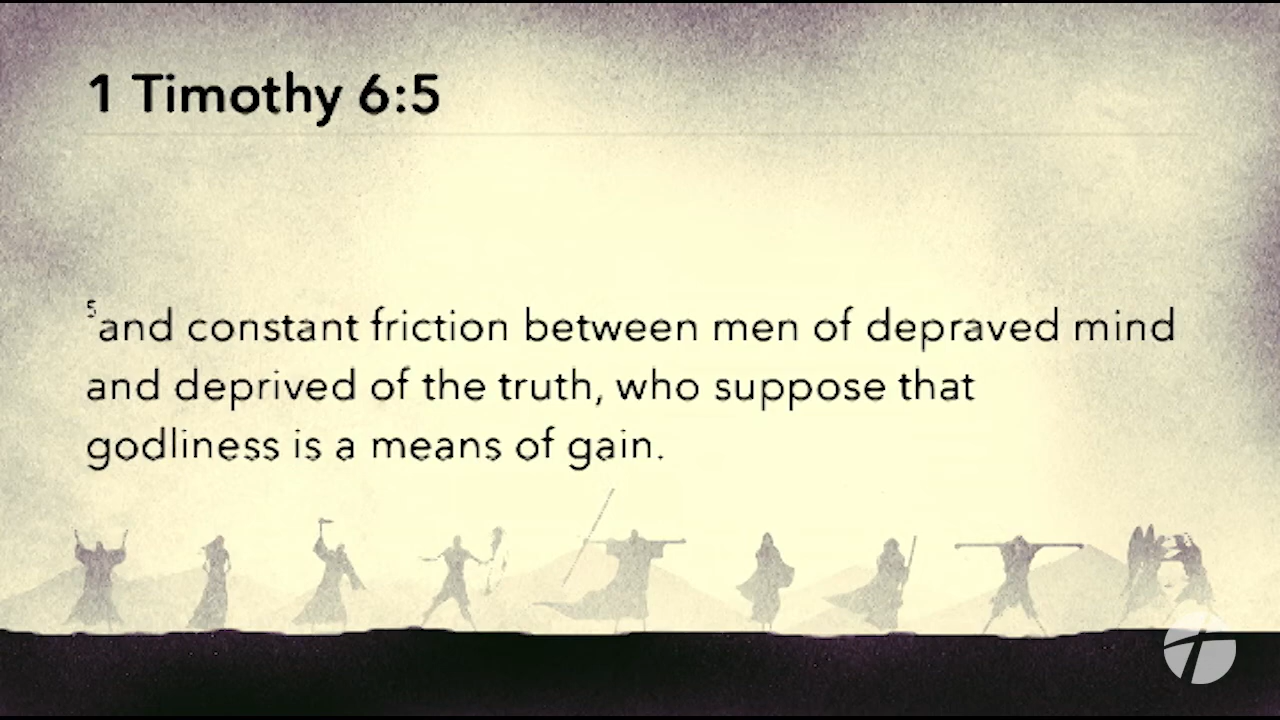 1 Timothy 6:5
5and constant friction between men of depraved mind
and deprived of the truth, who suppose that
godliness is a means of gain.